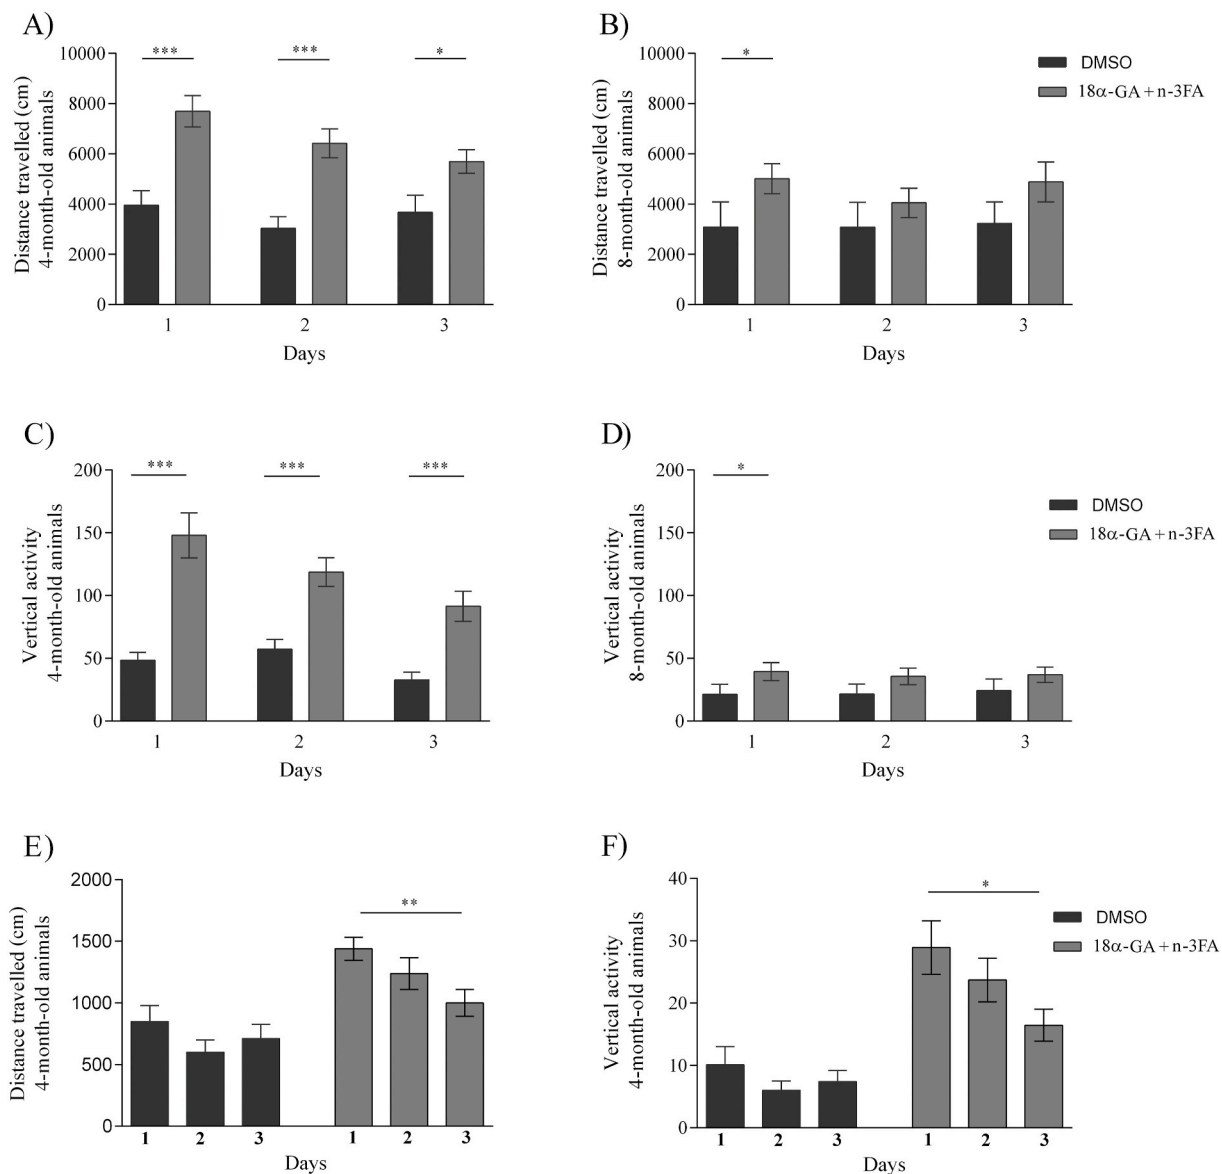 A)
Distance travelled (cm)
4-month-old animals
10000
8000
6000
4000
2000
0
***
***
*
1
2
3
Days
B)
Distance travelled (cm)
8-month-old animals
10000
8000
6000
4000
2000
0
*
1
2
3
Days
DMSO
18α-GA + n-3FA
C)
Vertical activity
4-month-old animals
200
150
100
50
0
***
***
***
1
2
3
Days
D)
Vertical activity
8-month-old animals
200
150
100
50
0
*
1
2
3
Days
DMSO
18α-GA + n-3FA
E)
Distance travelled (cm)
4-month-old animals
2000
1500
1000
500
0
**
1
2
3
1
2
3
Days
F)
Vertical activity
4-month-old animals
40
30
20
10
0
*
1
2
3
1
2
3
Days
DMSO
18α-GA + n-3FA